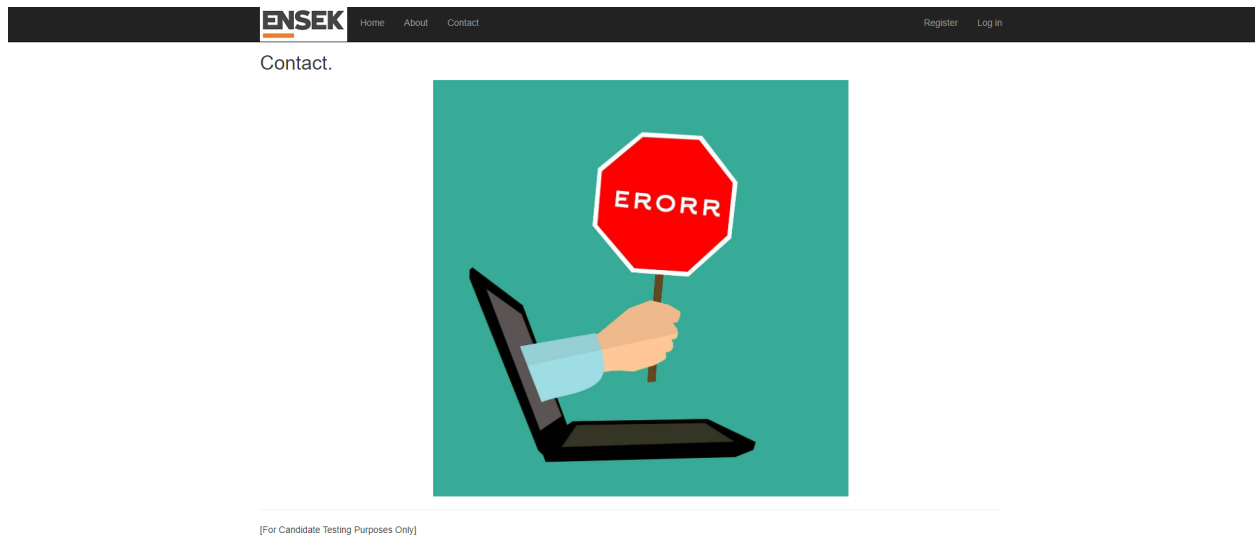 ENSEK Home About Contact Register Log in
Contact.
ERORR
[For Candidate Testing Purposes Only]